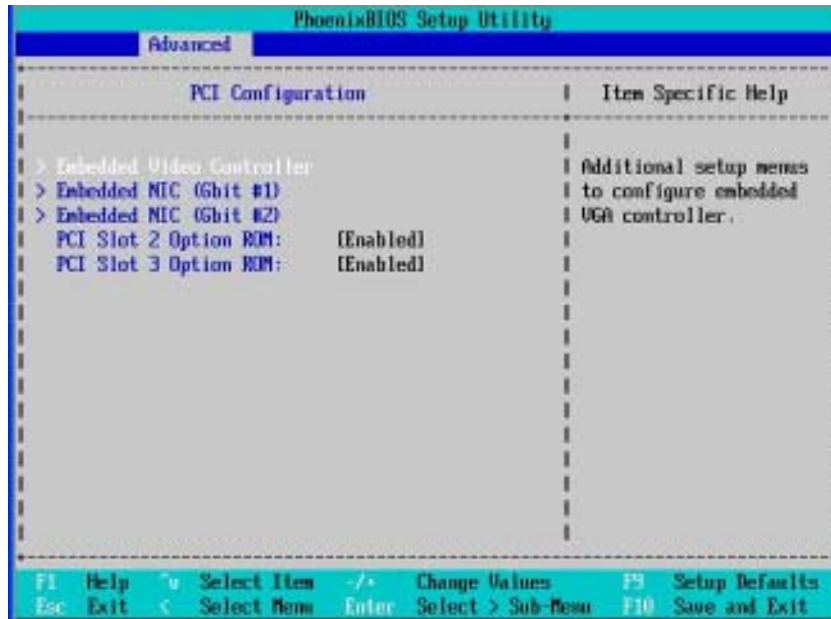 PhoenixBIOS Setup Utility
Advanced
PCI Configuration
Item Specific Help
> Embedded Video Controller
> Embedded NIC (Gbit #1)
> Embedded NIC (Gbit #2)
PCI Slot 2 Option ROM: [Enabled]
PCI Slot 3 Option ROM: [Enabled]
Additional setup menus
to configure embedded
VGA controller.
F1 Help ^v Select Item -/+ Change Values F9 Setup Defaults
Esc Exit < Select Menu Enter Select > Sub-Menu F10 Save and Exit